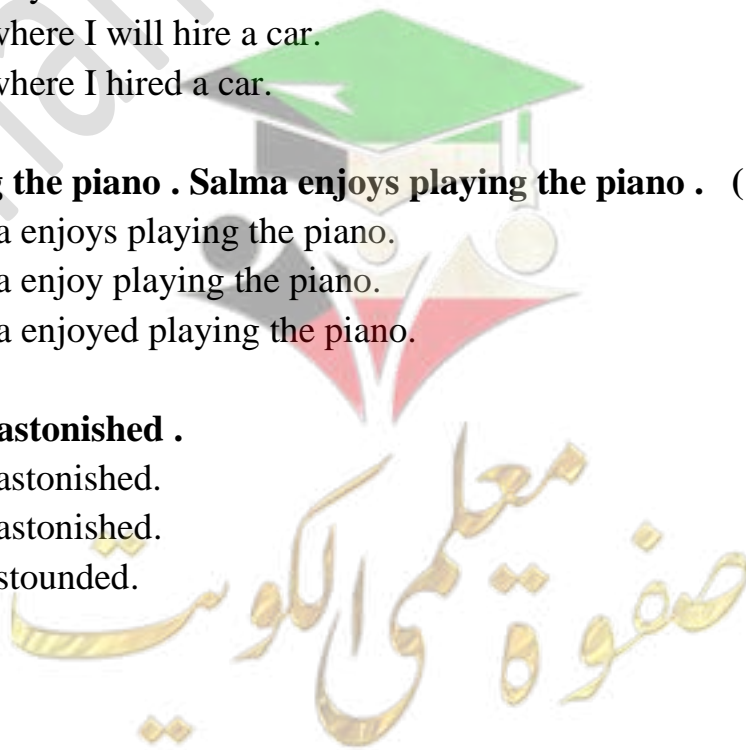 where I will hire a car.
where I hired a car.
the piano . Salma enjoys playing the piano . (
a enjoys playing the piano.
a enjoy playing the piano.
a enjoyed playing the piano.
astonished .
astonished.
astonished.
stounded.
صفوة معلمى الكويت